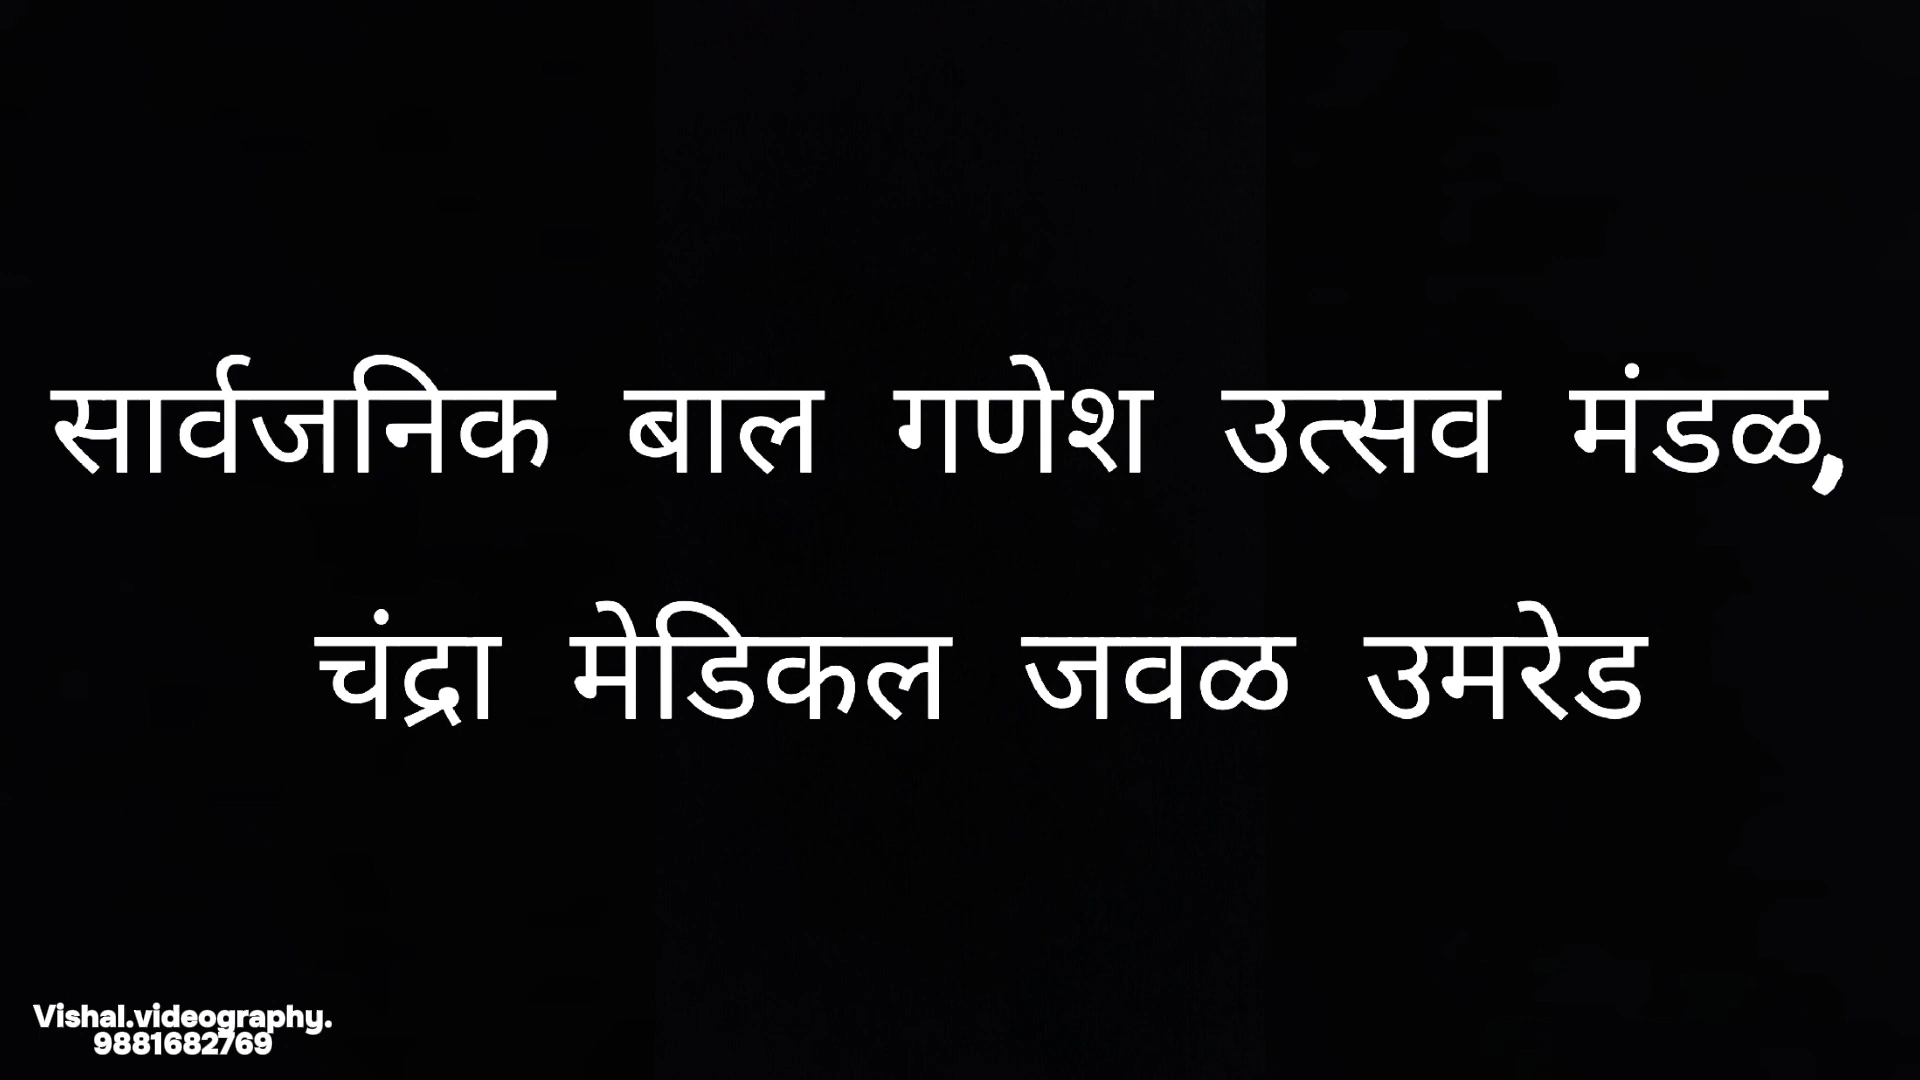 सार्वजनिक बाल गणेश उत्सव मंडळ,
चंद्रा मेडिकल जवळ उमरेड
Vishal.videography.
9881682769